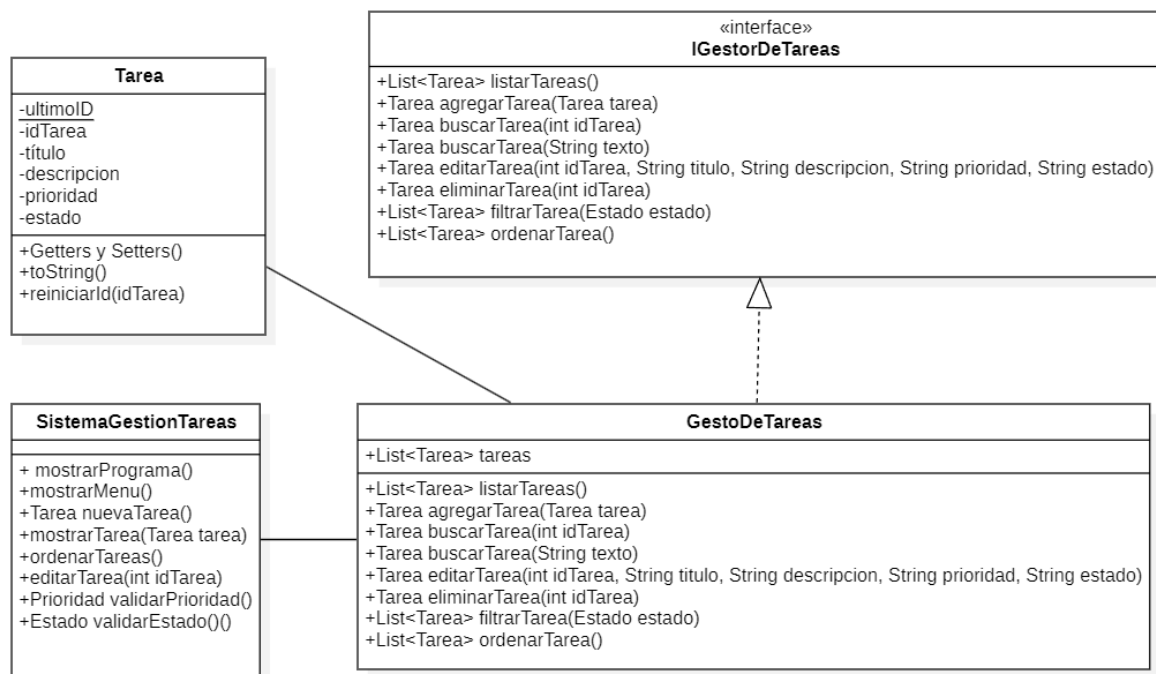 Tarea
-ultimoID
-idTarea
-título
-descripcion
-prioridad
-estado
+Getters y Setters()
+toString()
+reiniciarId(idTarea)
«interface»
IGestorDeTareas
+List<Tarea> listarTareas()
+Tarea agregarTarea(Tarea tarea)
+Tarea buscarTarea(int idTarea)
+Tarea buscarTarea(String texto)
+Tarea editarTarea(int idTarea, String titulo, String descripcion, String prioridad, String estado)
+Tarea eliminarTarea(int idTarea)
+List<Tarea> filtrarTarea(Estado estado)
+List<Tarea> ordenarTarea()
SistemaGestionTareas
+ mostrarPrograma()
+mostrarMenu()
+Tarea nuevaTarea()
+mostrarTarea(Tarea tarea)
+ordenarTareas()
+editarTarea(int idTarea)
+Prioridad validarPrioridad()
+Estado validarEstado()()
GestoDeTareas
+List<Tarea> tareas
+List<Tarea> listarTareas()
+Tarea agregarTarea(Tarea tarea)
+Tarea buscarTarea(int idTarea)
+Tarea buscarTarea(String texto)
+Tarea editarTarea(int idTarea, String titulo, String descripcion, String prioridad, String estado)
+Tarea eliminarTarea(int idTarea)
+List<Tarea> filtrarTarea(Estado estado)
+List<Tarea> ordenarTarea()